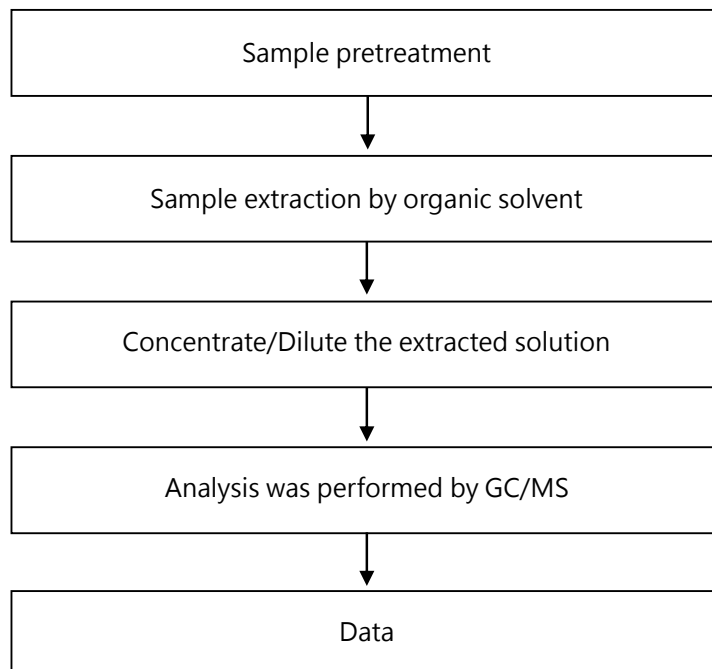 Sample pretreatment
Sample extraction by organic solvent
Concentrate/Dilute the extracted solution
Analysis was performed by GC/MS
Data